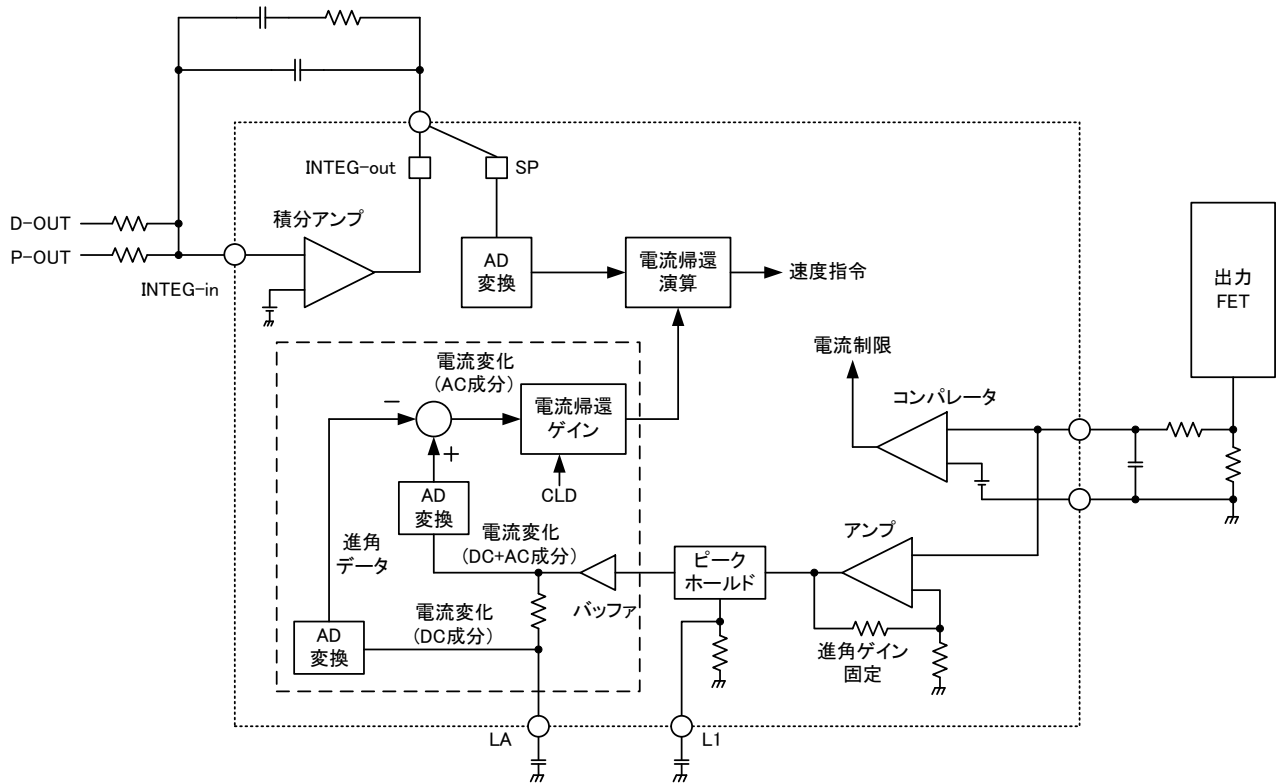 INTEG-out
SP
D-OUT
P-OUT
INTEG-in
積分アンプ
AD
変換
電流帰還
演算
速度指令
出力
FET
電流制限
コンパレータ
電流変化
(AC成分)
−
+
電流帰還
ゲイン
CLD
AD
変換
進角
データ
電流変化
(DC+AC成分)
バッファ
ピーク
ホールド
アンプ
進角ゲイン
固定
電流変化
(DC成分)
AD
変換
LA
L1